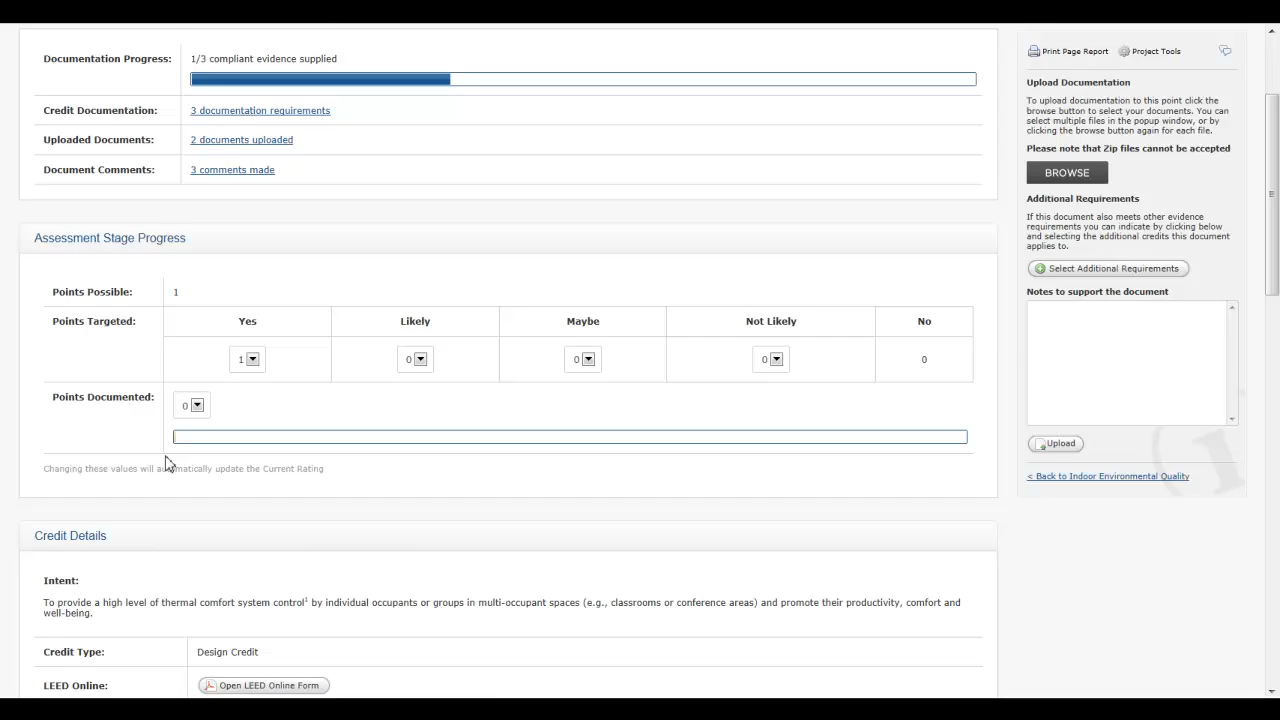 Documentation Progress: 1/3 compliant evidence supplied
Credit Documentation: 3 documentation requirements
Uploaded Documents: 2 documents uploaded
Document Comments: 3 comments made
Assessment Stage Progress
Points Possible: 1
Points Targeted: Yes Likely Maybe Not Likely No
1 0 0 0 0
Points Documented: 0
Changing these values will automatically update the Current Rating
Credit Details
Intent:
To provide a high level of thermal comfort system control1 by individual occupants or groups in multi-occupant spaces (e.g., classrooms or conference areas) and promote their productivity, comfort and
well-being.
Credit Type: Design Credit
LEED Online: Open LEED Online Form
Print Page Report Project Tools
Upload Documentation
To upload documentation to this point click the
browse button to select your documents. You can
select multiple files in the popup window, or by
clicking the browse button again for each file.
Please note that Zip files cannot be accepted
BROWSE
Additional Requirements
If this document also meets other evidence
requirements you can indicate by clicking below
and selecting the additional credits this document
applies to.
Select Additional Requirements
Notes to support the document
Upload
< Back to Indoor Environmental Quality